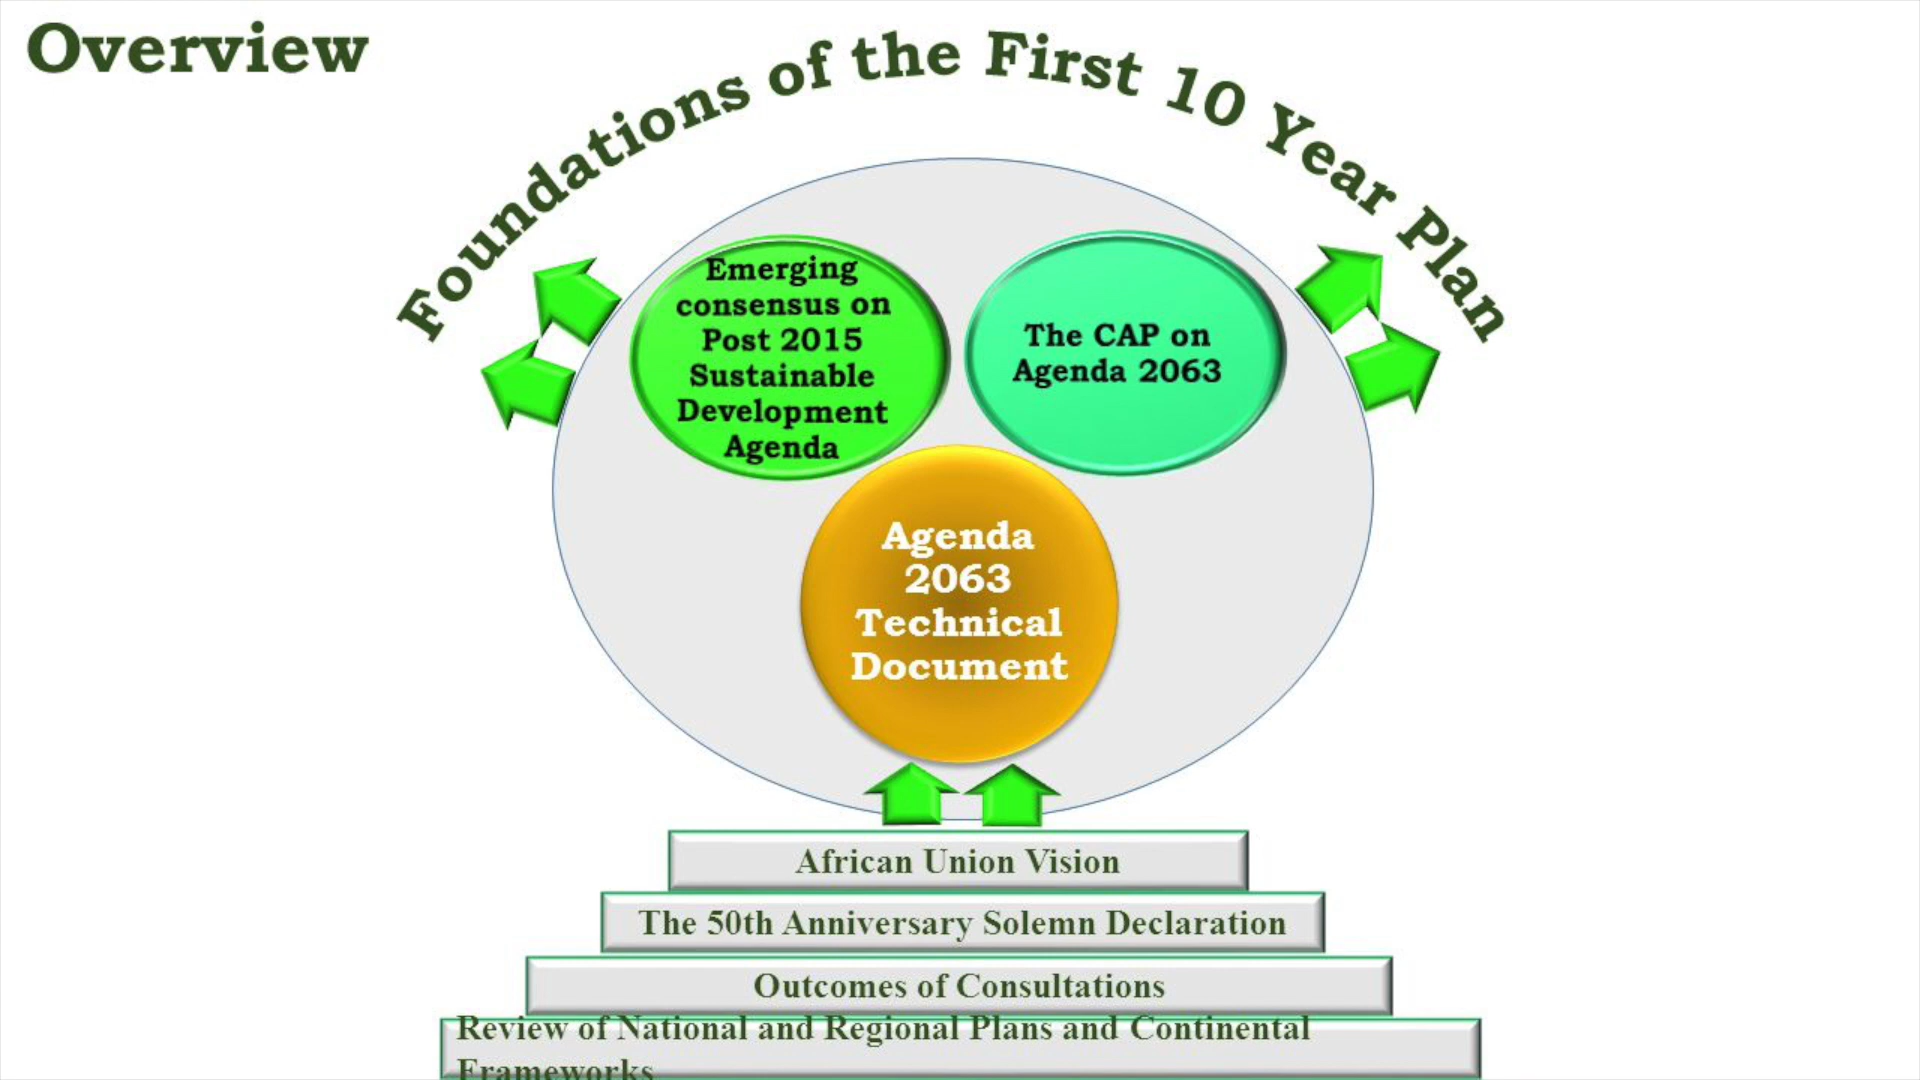 Overview
Foundations of the First 10 Year Plan
Emerging
consensus on
Post 2015
Sustainable
Development
Agenda
The CAP on
Agenda 2063
Agenda
2063
Technical
Document
African Union Vision
The 50th Anniversary Solemn Declaration
Outcomes of Consultations
Review of National and Regional Plans and Continental
Frameworks